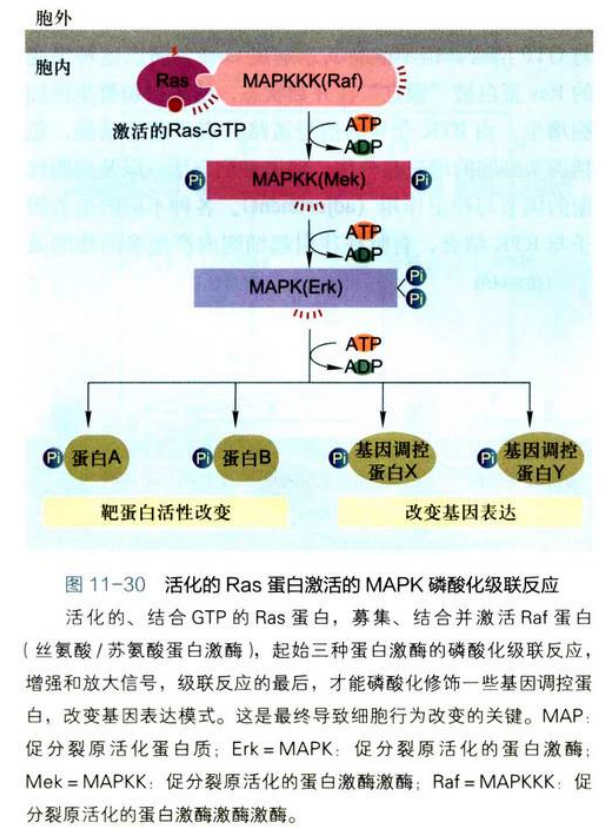 胞外
胞内
Ras
MAPKKK(Raf)
激活的Ras-GTP
ATP
ADP
Pi
MAPKK(Mek)
Pi
ATP
ADP
MAPK(Erk)
Pi
Pi
ATP
ADP
Pi 蛋白A
Pi 蛋白B
Pi 基因调控
蛋白X
Pi 基因调控
蛋白Y
靶蛋白活性改变
改变基因表达
图 11-30 活化的 Ras 蛋白激活的 MAPK 磷酸化级联反应
活化的、结合 GTP 的 Ras 蛋白，募集、结合并激活 Raf 蛋白
（丝氨酸 / 苏氨酸蛋白激酶），起始三种蛋白激酶的磷酸化级联反应，
增强和放大信号，级联反应的最后，才能磷酸化修饰一些基因调控蛋
白，改变基因表达模式。这是最终导致细胞行为改变的关键。MAP：
促分裂原活化蛋白质；Erk = MAPK：促分裂原活化的蛋白激酶；
Mek = MAPKK：促分裂原活化的蛋白激酶激酶；Raf = MAPKKK：促
分裂原活化的蛋白激酶激酶激酶。